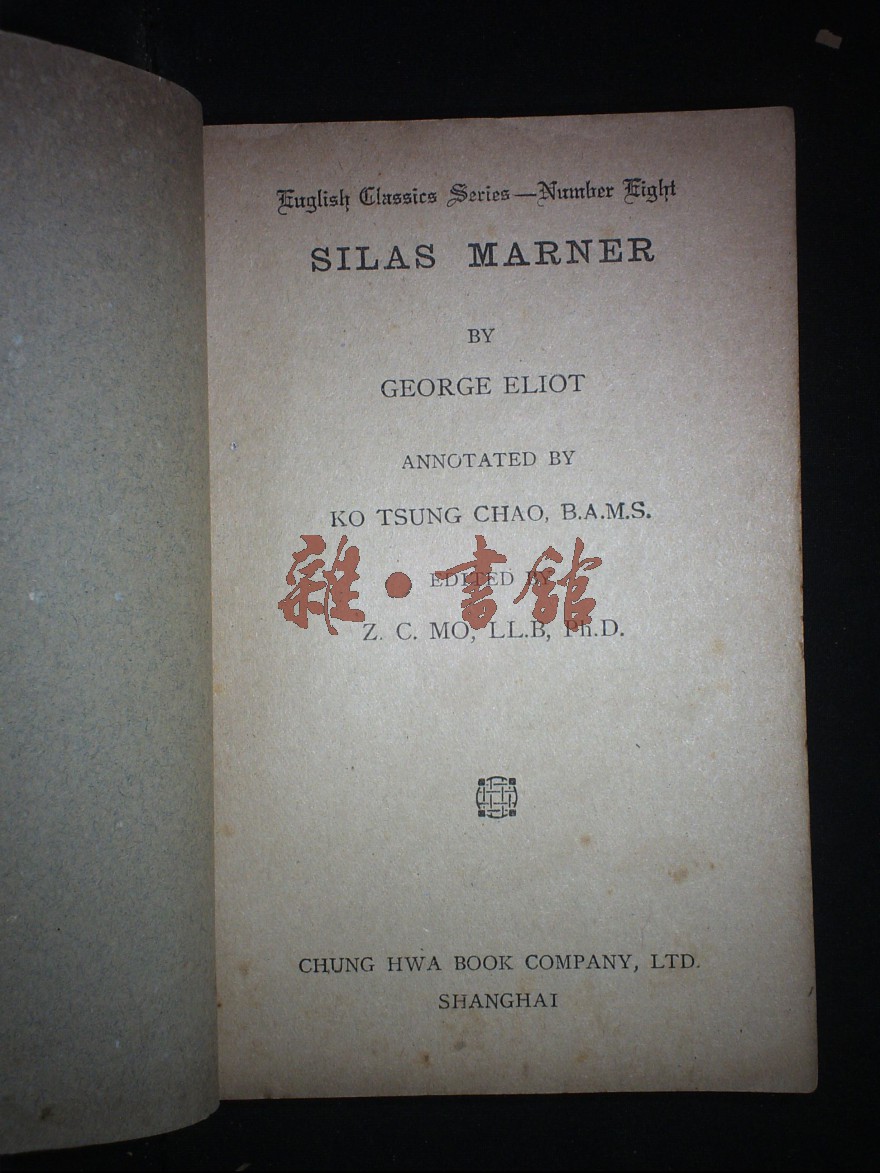 English Classics Series—Number Eight
SILAS MARNER
BY
GEORGE ELIOT
ANNOTATED BY
KO TSUNG CHAO, B.A.M.S.
EDITED BY
雜·書館
Z. C. MO, LL.B, Ph.D.
CHUNG HWA BOOK COMPANY, LTD.
SHANGHAI